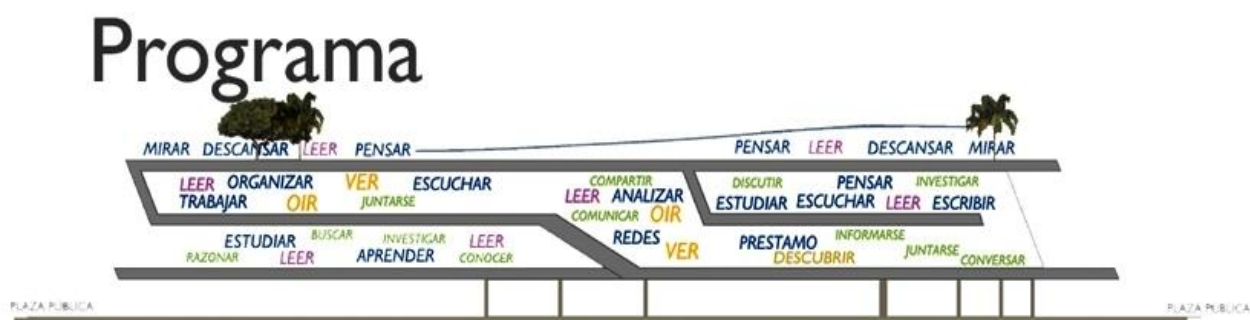 Programa
MIRAR DESCANSAR LEER PENSAR
PENSAR LEER DESCANSAR MIRAR
LEER ORGANIZAR VER ESCUCHAR
TRABAJAR OIR JUNTARSE
COMPARTIR
LEER ANALIZAR
COMUNICAR OIR
REDES
VER
DISCUTIR PENSAR INVESTIGAR
ESTUDIAR ESCUCHAR LEER ESCRIBIR
ESTUDIAR BUSCAR INVESTIGAR LEER
RAZONAR LEER APRENDER CONOCER
PRESTAMO INFORMARSE
DESCUBRIR JUNTARSE
CONVERSAR
PLAZA PUBLICA
PLAZA PUBLICA